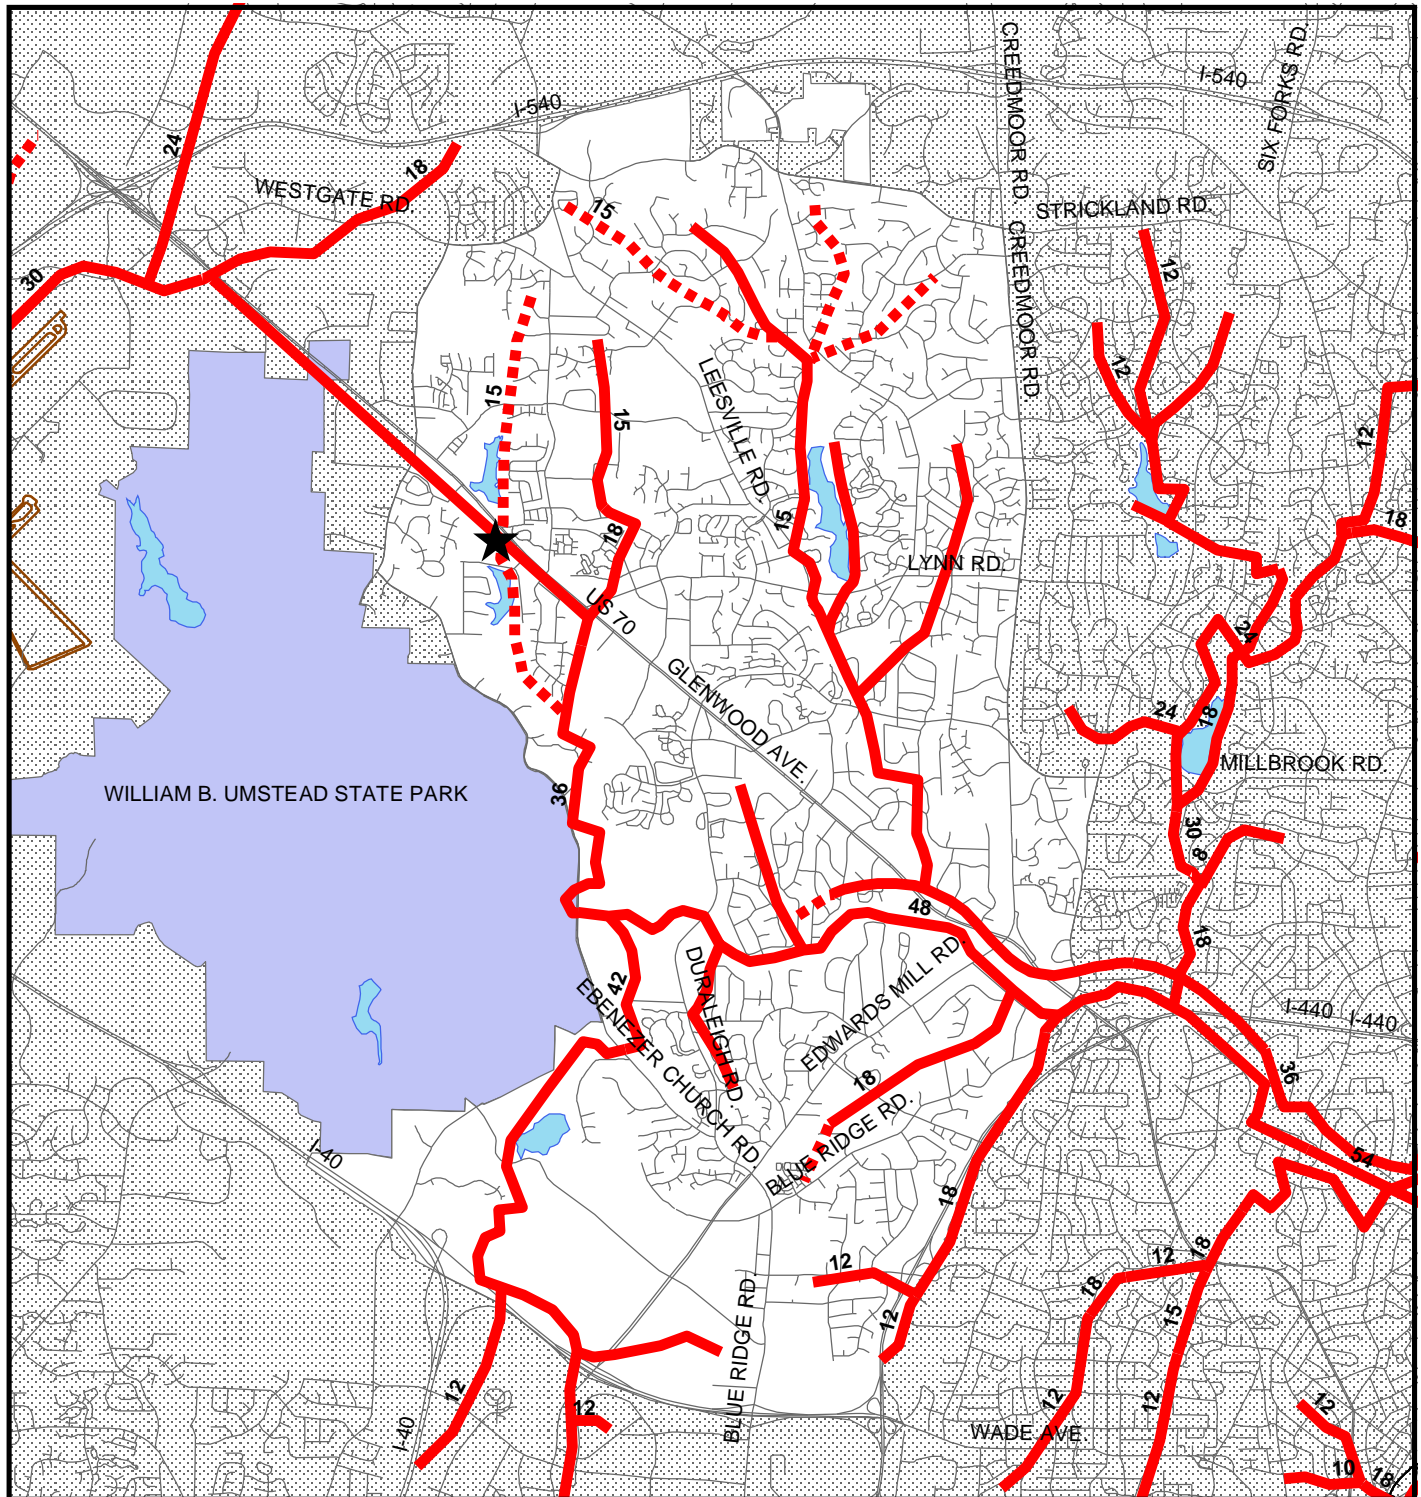 CREEDMOOR RD
SIX FORKS RD.
I-540
I-540
24
18
WESTGATE RD.
15
STRICKLAND RD.
CREEDMOOR RD
30
12
12
15
15
LEESVILLE RD.
12
18
15
18
LYNN RD.
US 70
24
GLENWOOD AVE.
24
18
MILLBROOK RD
WILLIAM B. UMSTEAD STATE PARK
36
30
8
48
18
EDWARDS MILL RD.
DURALEIGH RD.
42
EBENEZER CHURCH RD.
I-440
I-440
36
18
BLUE RIDGE RD.
I-40
54
18
12
12
18
18
12
15
BLUE RIDGE RD.
12
12
12
12
12
I-40
WADE AVE.
10
18